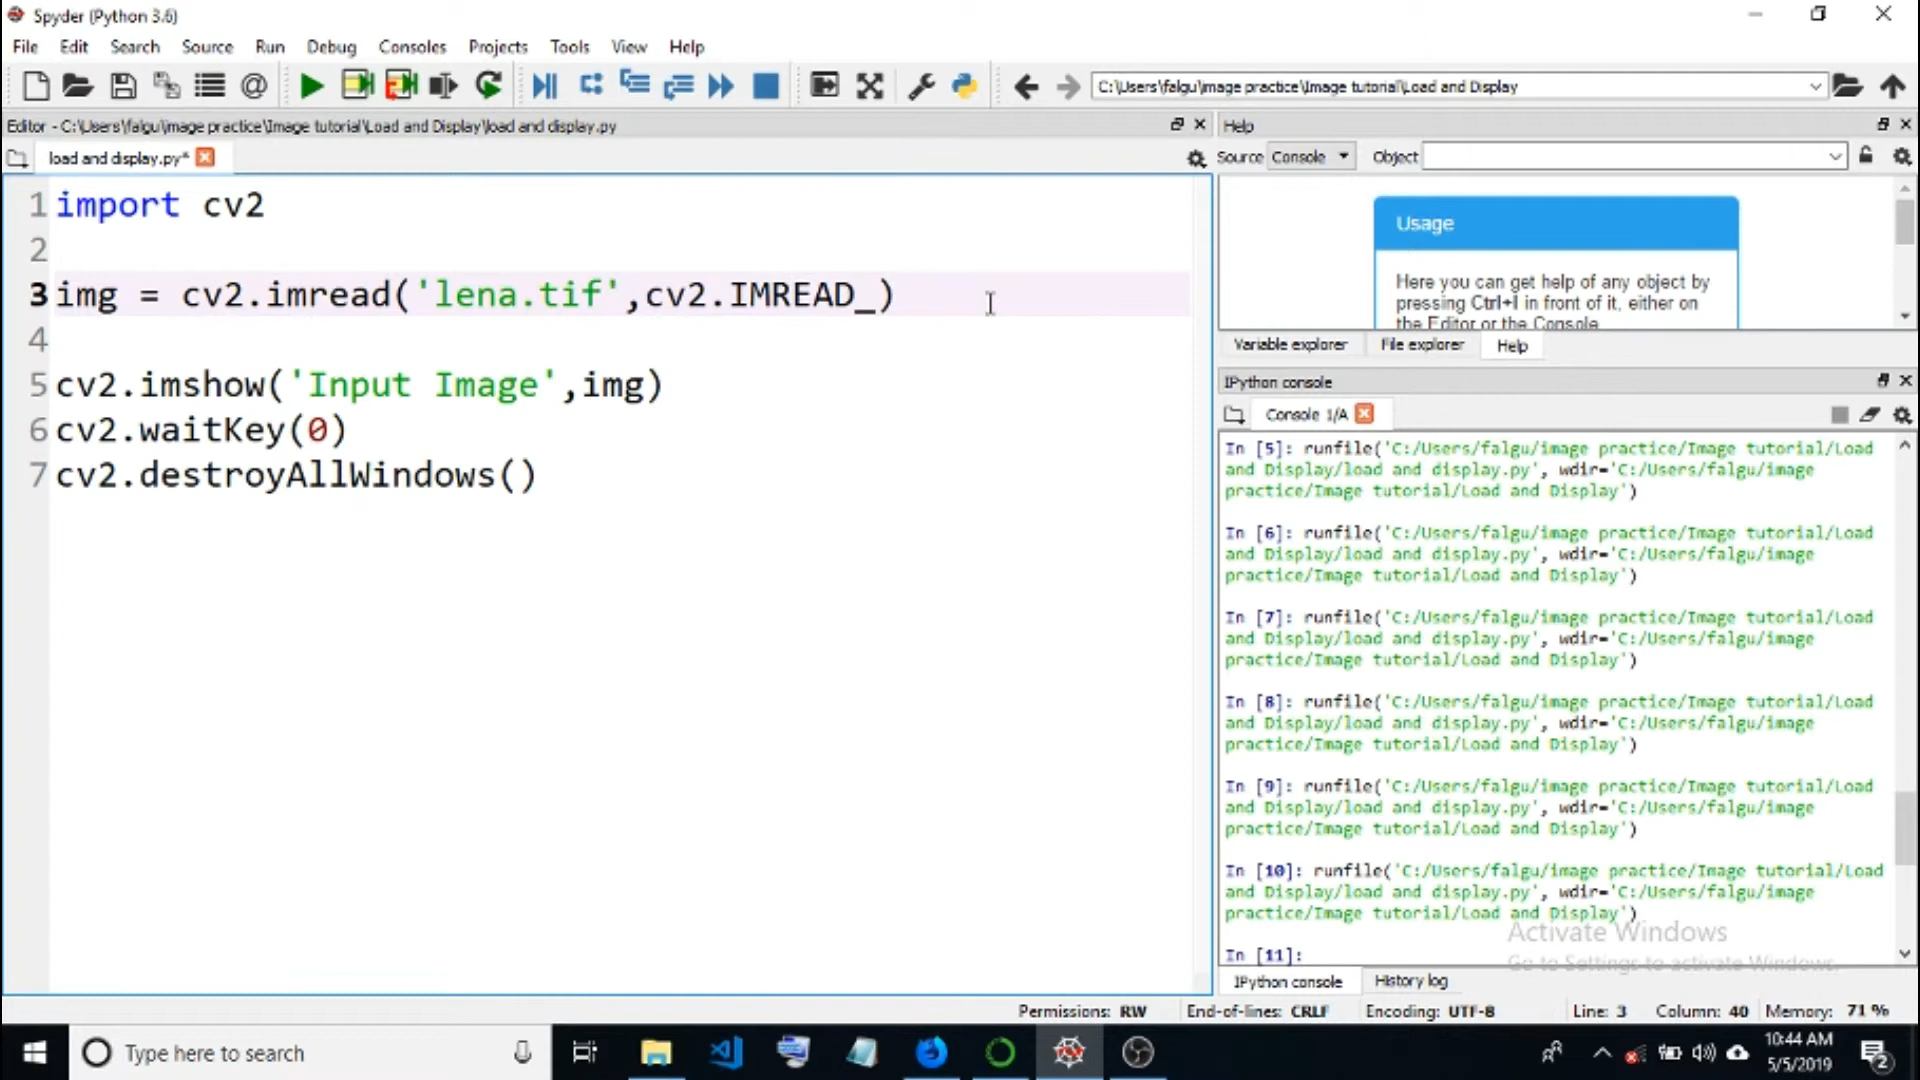 Spyder (Python 3.6)
File Edit Search Source Run Debug Consoles Projects Tools View Help
C:\Users\falgu\image practice\Image tutorial\Load and Display
Editor - C:\Users\falgu\image practice\Image tutorial\Load and Display\load and display.py
Help
load and display.py*
Source Console Object
1 import cv2
2
3 img = cv2.imread('lena.tif',cv2.IMREAD_)
4
5 cv2.imshow('Input Image',img)
6 cv2.waitKey(0)
7 cv2.destroyAllWindows()
Usage
Here you can get help of any object by
pressing Ctrl+I in front of it, either on
the Editor or the Console
Variable explorer File explorer Help
IPython console
Console 1/A
In [5]: runfile('C:/Users/falgu/image practice/Image tutorial/Load
and Display/load and display.py', wdir='C:/Users/falgu/image
practice/Image tutorial/Load and Display')
In [6]: runfile('C:/Users/falgu/image practice/Image tutorial/Load
and Display/load and display.py', wdir='C:/Users/falgu/image
practice/Image tutorial/Load and Display')
In [7]: runfile('C:/Users/falgu/image practice/Image tutorial/Load
and Display/load and display.py', wdir='C:/Users/falgu/image
practice/Image tutorial/Load and Display')
In [8]: runfile('C:/Users/falgu/image practice/Image tutorial/Load
and Display/load and display.py', wdir='C:/Users/falgu/image
practice/Image tutorial/Load and Display')
In [9]: runfile('C:/Users/falgu/image practice/Image tutorial/Load
and Display/load and display.py', wdir='C:/Users/falgu/image
practice/Image tutorial/Load and Display')
In [10]: runfile('C:/Users/falgu/image practice/Image tutorial/Load
and Display/load and display.py', wdir='C:/Users/falgu/image
practice/Image tutorial/Load and Display')
Activate Windows
Go to Settings to activate Windows.
In [11]:
IPython console History log
Permissions: RW End-of-lines: CRLF Encoding: UTF-8 Line: 3 Column: 40 Memory: 71 %
Type here to search
10:44 AM
5/5/2019
2